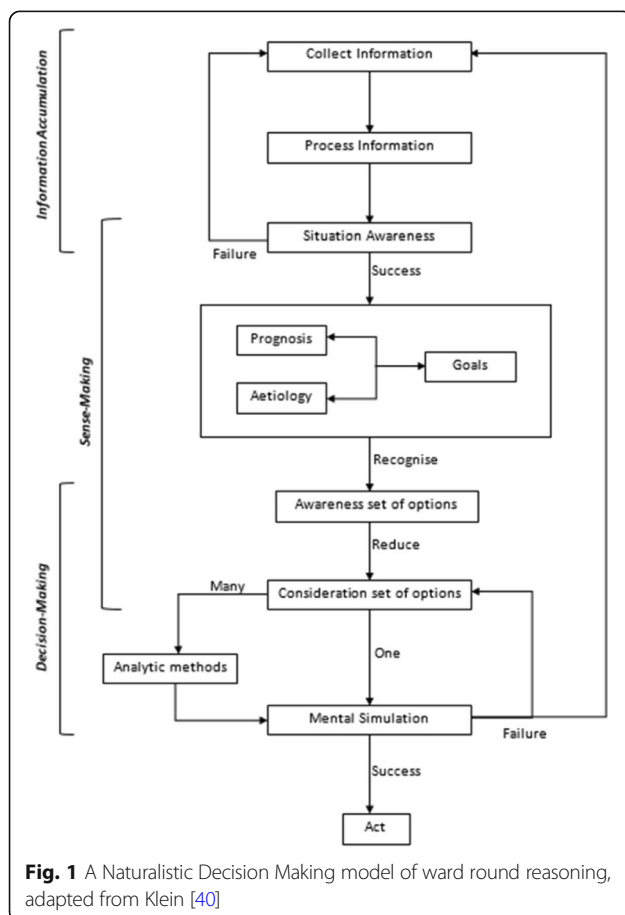 Information Accumulation
Sense-Making
Decision-Making
Collect Information
Process Information
Situation Awareness
Failure
Success
Prognosis
Goals
Aetiology
Recognise
Awareness set of options
Reduce
Many
Consideration set of options
Analytic methods
One
Mental Simulation
Failure
Success
Act
Fig. 1 A Naturalistic Decision Making model of ward round reasoning,
adapted from Klein [40]